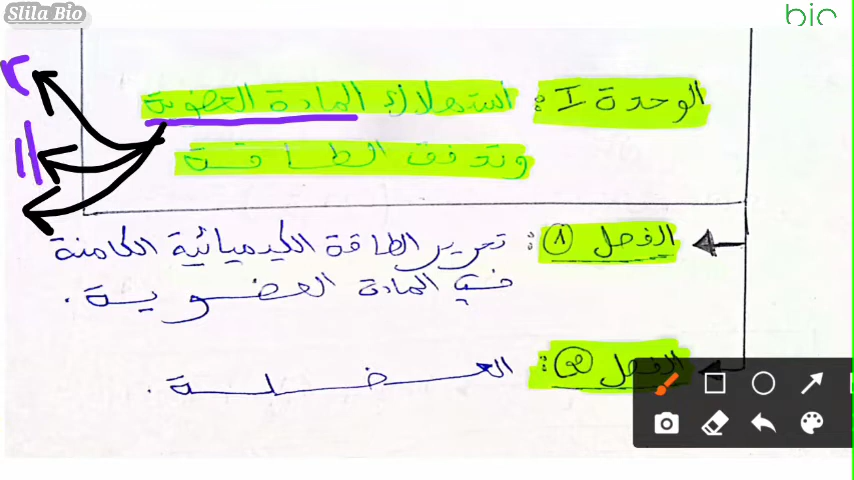 Slila Bio
bio
الوحدة I : استهلاك المادة العضوية
وتدفق الطاقة
الفصل 1 : تحرير الطاقة الكيميائية الكامنة
في المادة العضوية.
الفصل 2 : العضلة.